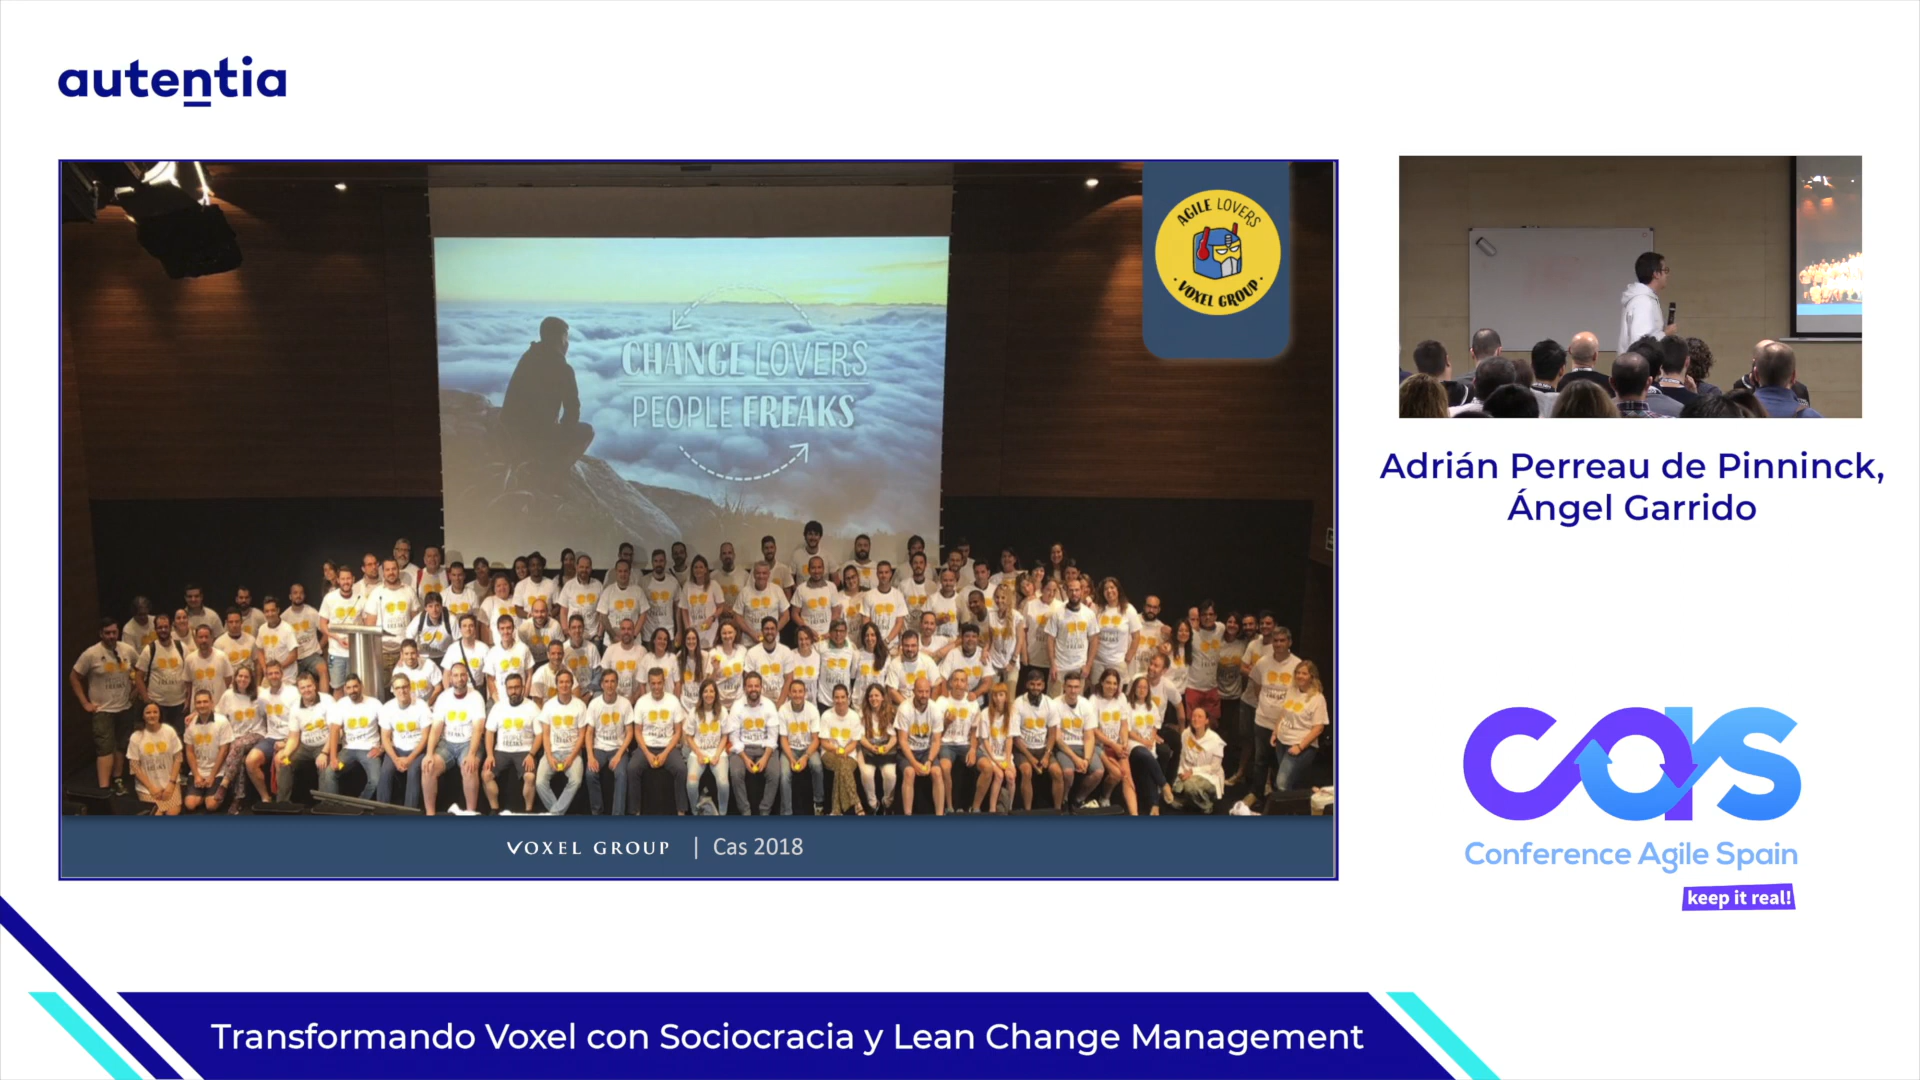 autentia
AGILE LOVERS
· VOXEL GROUP ·
CHANGE LOVERS
PEOPLE FREAKS
VOXEL GROUP | Cas 2018
Adrián Perreau de Pinninck,
Ángel Garrido
cas
Conference Agile Spain
keep it real!
Transformando Voxel con Sociocracia y Lean Change Management